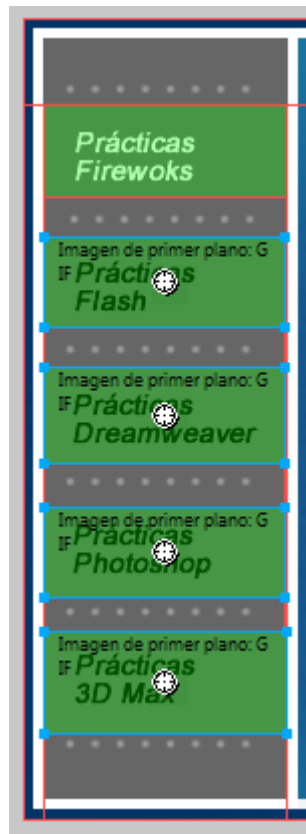 Prácticas
Firewoks
Imagen de primer plano: G
IF Prácticas
Flash
Imagen de primer plano: G
IF Prácticas
Dreamweaver
Imagen de primer plano: G
IF Prácticas
Photoshop
Imagen de primer plano: G
IF Prácticas
3D Max